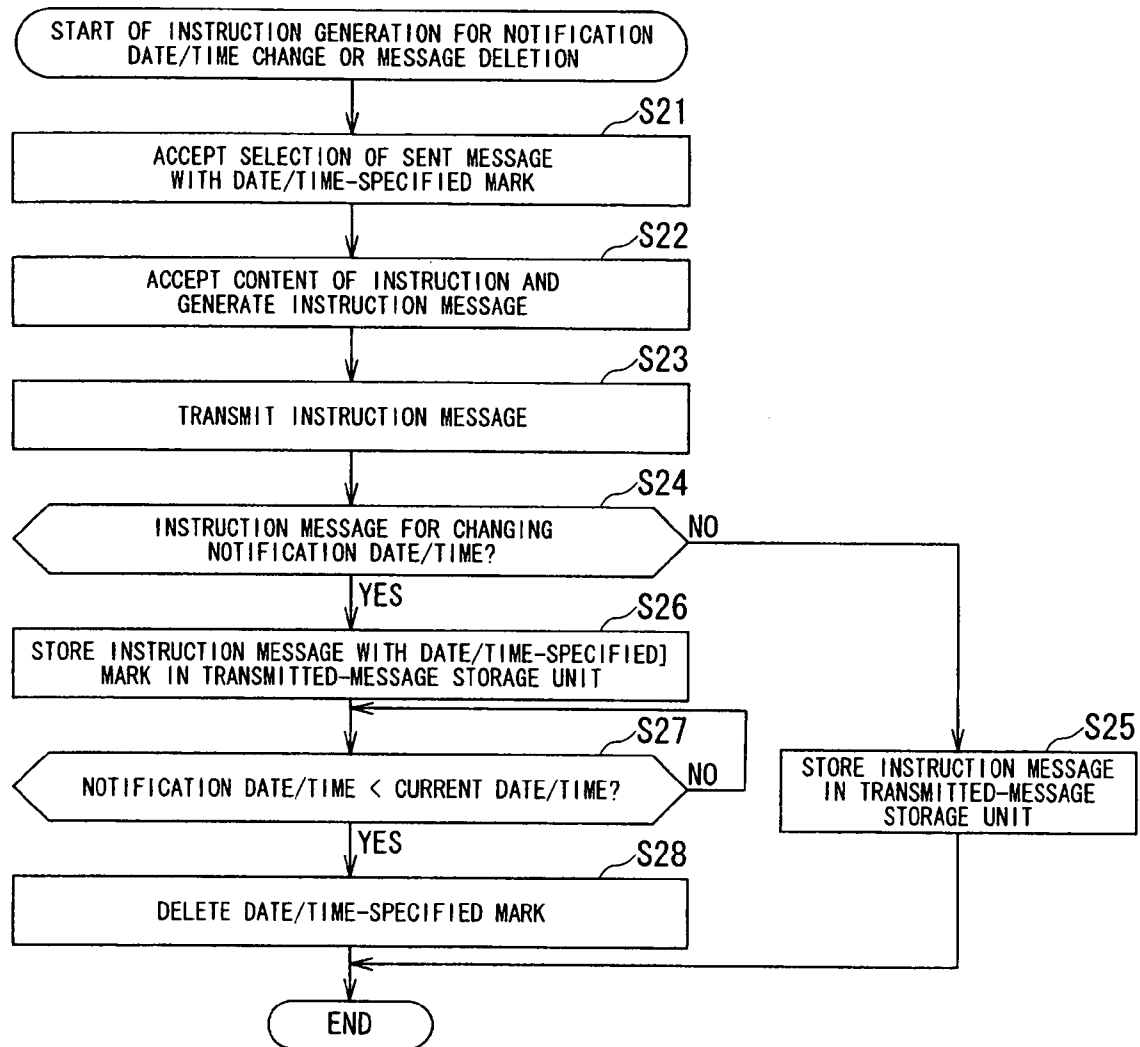 START OF INSTRUCTION GENERATION FOR NOTIFICATION
DATE/TIME CHANGE OR MESSAGE DELETION
S21
ACCEPT SELECTION OF SENT MESSAGE
WITH DATE/TIME-SPECIFIED MARK
S22
ACCEPT CONTENT OF INSTRUCTION AND
GENERATE INSTRUCTION MESSAGE
S23
TRANSMIT INSTRUCTION MESSAGE
S24
INSTRUCTION MESSAGE FOR CHANGING
NOTIFICATION DATE/TIME?
NO
YES
S26
STORE INSTRUCTION MESSAGE WITH DATE/TIME-SPECIFIED]
MARK IN TRANSMITTED-MESSAGE STORAGE UNIT
S27
NOTIFICATION DATE/TIME < CURRENT DATE/TIME?
NO
YES
S25
STORE INSTRUCTION MESSAGE
IN TRANSMITTED-MESSAGE
STORAGE UNIT
S28
DELETE DATE/TIME-SPECIFIED MARK
END